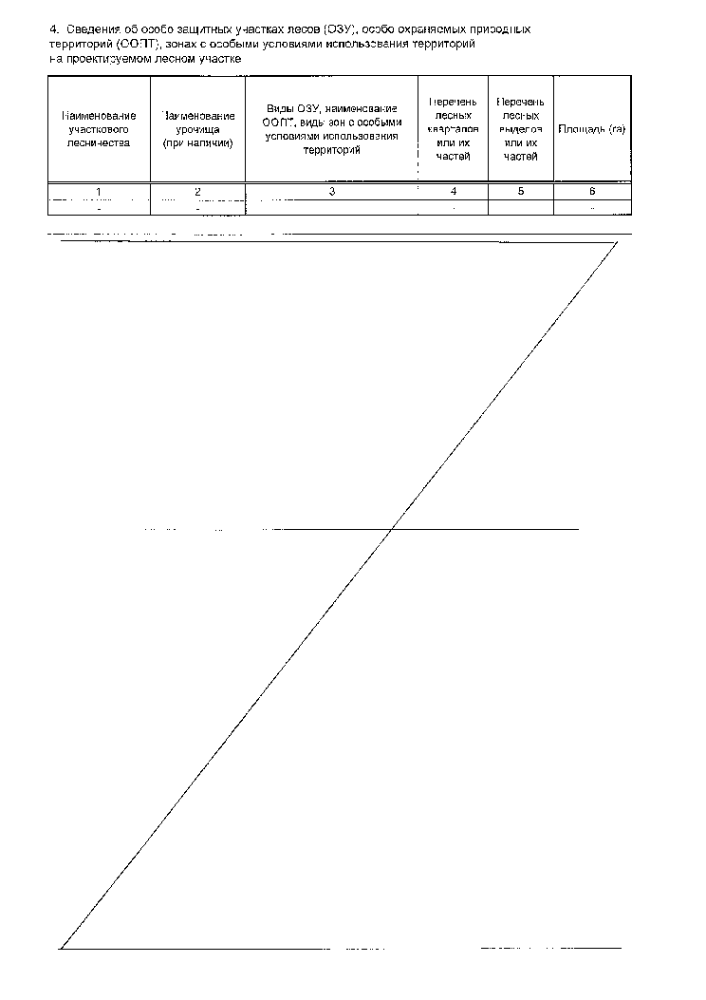 4. Сведения об особо защитных участках лесов (ОЗУ), особо охраняемых природных
территорий (ООПТ), зонах с особыми условиями использования территорий
на проектируемом лесном участке
Наименование
участкового
лесничества
Наименование
урочища
(при наличии)
Виды ОЗУ, наименование
ООПТ, виды зон с особыми
условиями использования
территорий
Перечень
лесных
кварталов
или их
частей
Перечень
лесных
выделов
или их
частей
Площадь (га)
1 2 3 4 5 6
- - - -